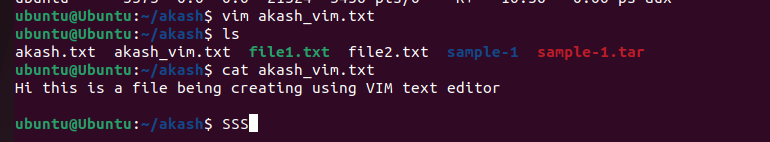 ubuntu@Ubuntu:~/akash$ vim akash_vim.txt
ubuntu@Ubuntu:~/akash$ ls
akash.txt akash_vim.txt file1.txt file2.txt sample-1 sample-1.tar
ubuntu@Ubuntu:~/akash$ cat akash_vim.txt
Hi this is a file being creating using VIM text editor
ubuntu@Ubuntu:~/akash$ SSS